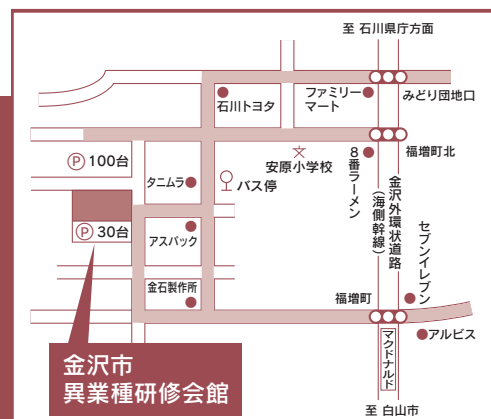 至 石川県庁方面
石川トヨタ
ファミリー
マート
みどり団地口
Ⓟ 100台
安原小学校
8番ラーメン
福増町北
タニムラ
バス停
金沢外環状道路
(海側幹線)
セブンイレブン
Ⓟ 30台
アスパック
金石製作所
福増町
アルビス
マクドナルド
金沢市
異業種研修会館
至 白山市